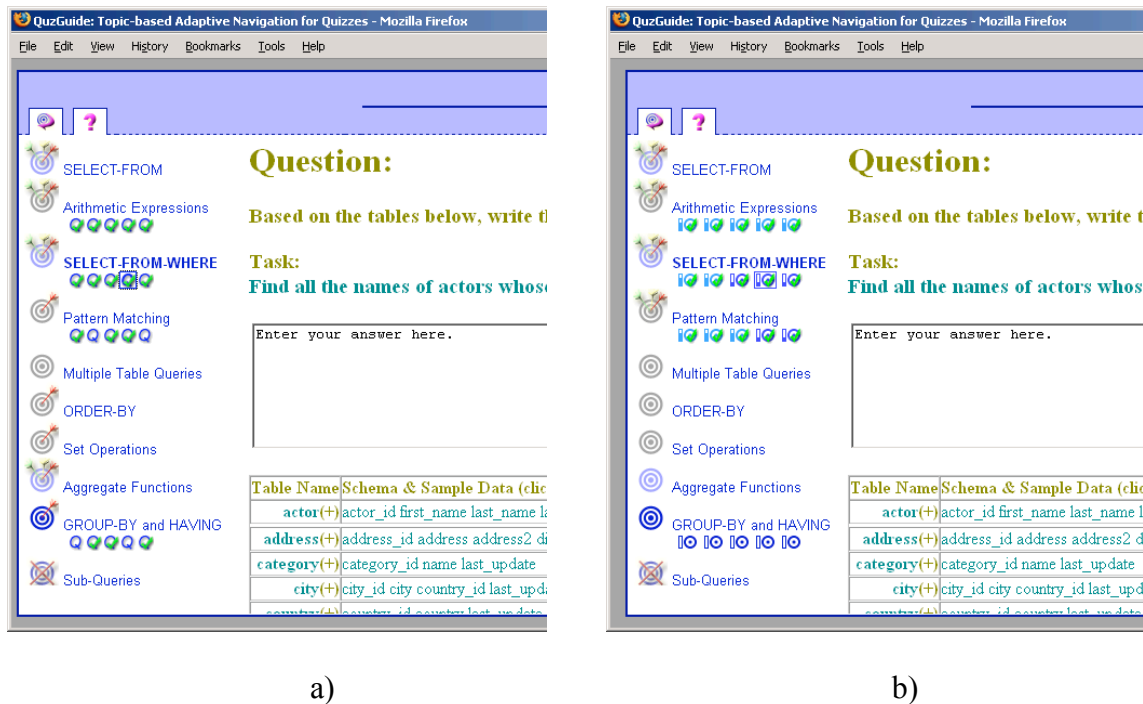 QuzGuide: Topic-based Adaptive Navigation for Quizzes - Mozilla Firefox
File Edit View History Bookmarks Tools Help
?
SELECT-FROM
Arithmetic Expressions
Q Q Q Q Q
SELECT-FROM-WHERE
Q Q Q Q Q
Pattern Matching
Q Q Q Q Q
Multiple Table Queries
ORDER-BY
Set Operations
Aggregate Functions
GROUP-BY and HAVING
Q Q Q Q Q
Sub-Queries
Question:
Based on the tables below, write
Task:
Find all the names of actors
Enter your answer here.
Table Name Schema & Sample Data
actor(+) actor_id first_name last_name
address(+) address_id address address2
category(+) category_id name last_update
city(+) city_id city country_id
country(+) country_id country last_update
a)
QuzGuide: Topic-based Adaptive Navigation for Quizzes - Mozilla Firefox
File Edit View History Bookmarks Tools Help
?
SELECT-FROM
Arithmetic Expressions
SELECT-FROM-WHERE
Pattern Matching
Multiple Table Queries
ORDER-BY
Set Operations
Aggregate Functions
GROUP-BY and HAVING
Sub-Queries
Question:
Based on the tables below, write
Task:
Find all the names of actors
Enter your answer here.
Table Name Schema & Sample Data
actor(+) actor_id first_name last_name
address(+) address_id address address2
category(+) category_id name last_update
city(+) city_id city country_id
country(+) country_id country last_update
b)